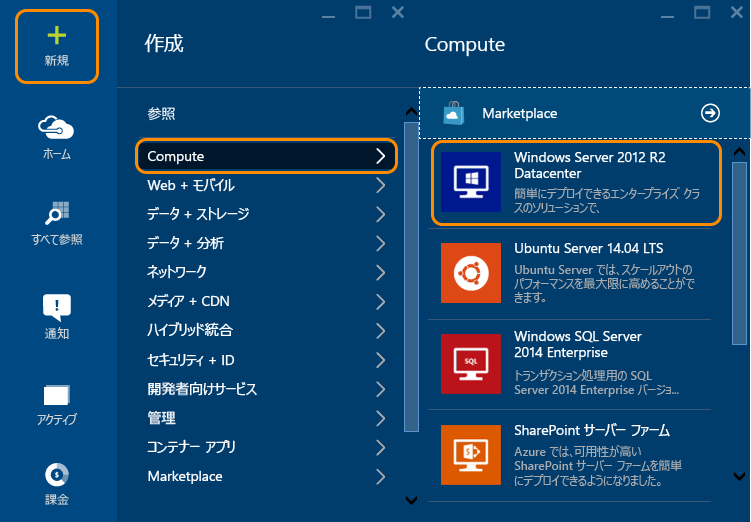 新規
ホーム
すべて参照
通知
アクティブ
課金
作成
参照
Compute
Web + モバイル
データ + ストレージ
データ + 分析
ネットワーク
メディア + CDN
ハイブリッド統合
セキュリティ + ID
開発者向けサービス
管理
コンテナー アプリ
Marketplace
Compute
Marketplace
Windows Server 2012 R2
Datacenter
簡単にデプロイできるエンタープライズ クラ
スのソリューションで、
Ubuntu Server 14.04 LTS
Ubuntu Server では、スケールアウトの
パフォーマンスを最大限に高めることがで
きます。
SQL
Windows SQL Server
2014 Enterprise
トランザクション処理用の SQL
Server 2014 Enterprise バージョ...
SharePoint サーバー ファーム
Azure では、可用性が高い
SharePoint サーバー ファームを簡単
にデプロイできるようになりました。